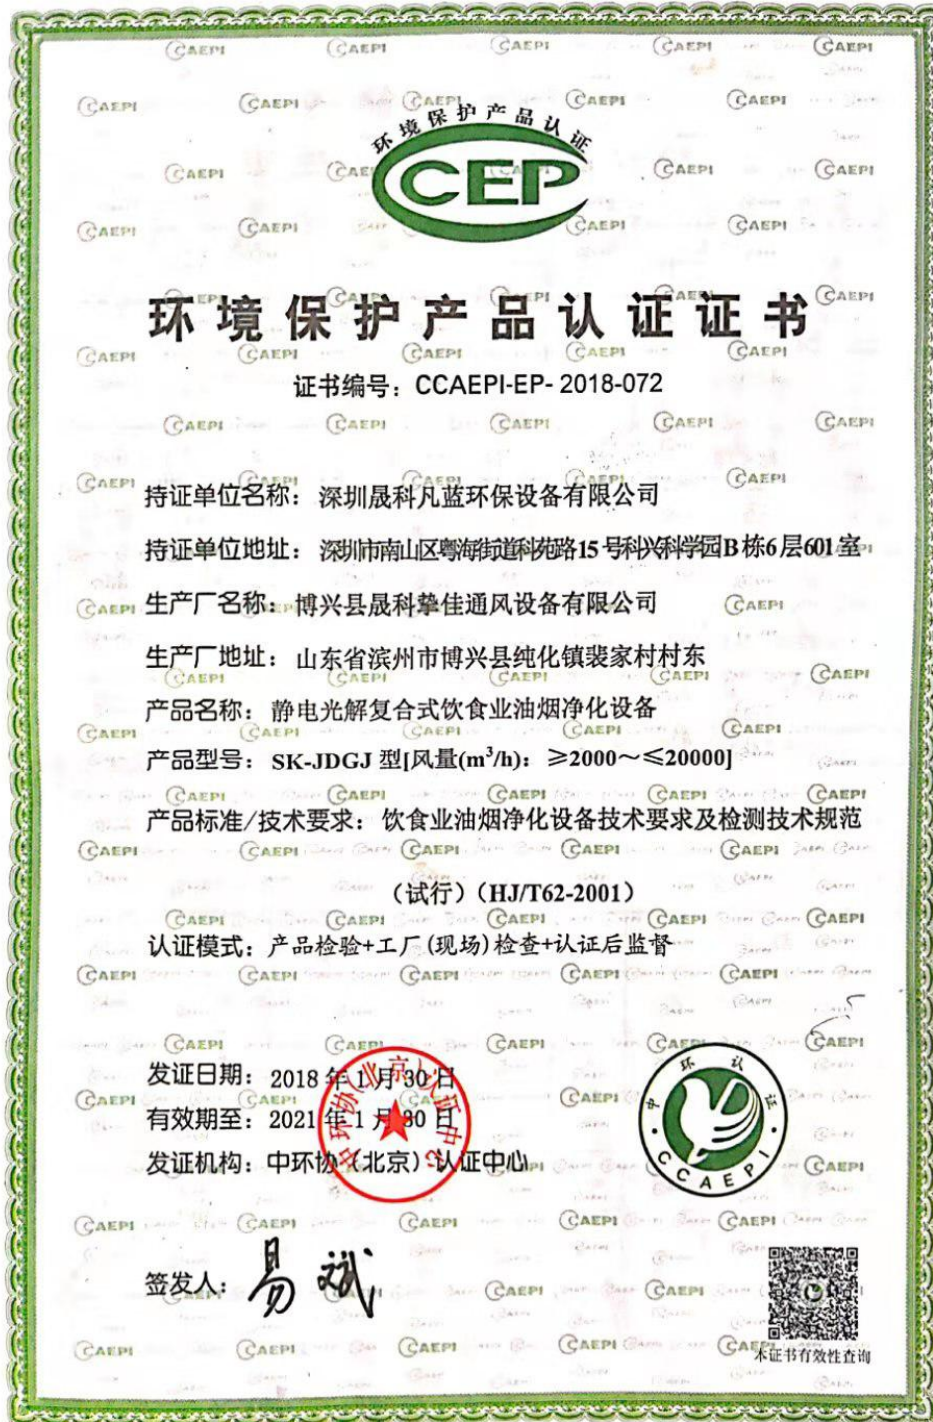 环境保护产品认证
CEP
环境保护产品认证证书
证书编号：CCAEPI-EP- 2018-072
持证单位名称：深圳晟科凡蓝环保设备有限公司
持证单位地址：深圳市南山区粤海街道科苑路15号科兴科学园B栋6层601室
生产厂名称：博兴县晟科挚佳通风设备有限公司
生产厂地址：山东省滨州市博兴县纯化镇裴家村村东
产品名称：静电光解复合式饮食业油烟净化设备
产品型号：SK-JDGJ 型[风量(m³/h)：≥2000～≤20000]
产品标准/技术要求：饮食业油烟净化设备技术要求及检测技术规范
（试行）（HJ/T62-2001）
认证模式：产品检验+工厂(现场)检查+认证后监督
发证日期：2018年1月30日
有效期至：2021年1月30日
发证机构：中环协（北京）认证中心
中环协(北京)认证中心
中环认证
CCAEPI
签发人：易斌
本证书有效性查询